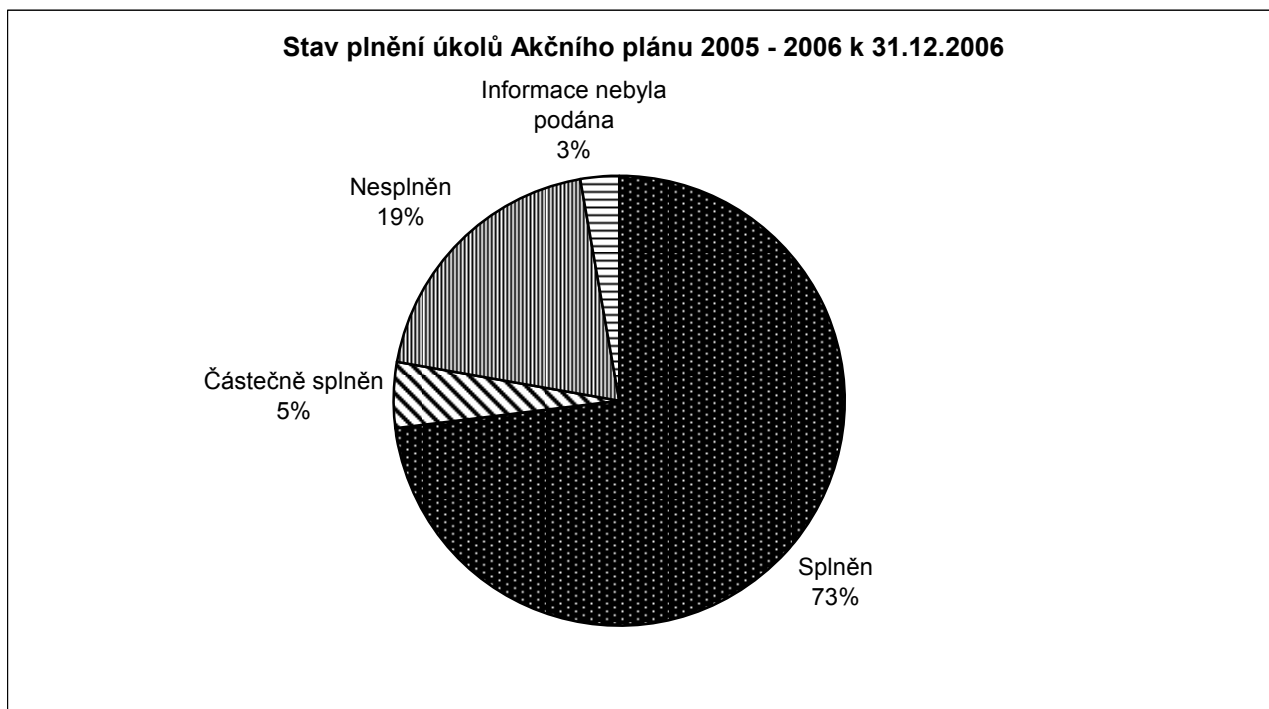 Stav plnění úkolů Akčního plánu 2005 - 2006 k 31.12.2006
Informace nebyla
podána
3%
Nesplněn
19%
Částečně splněn
5%
Splněn
73%